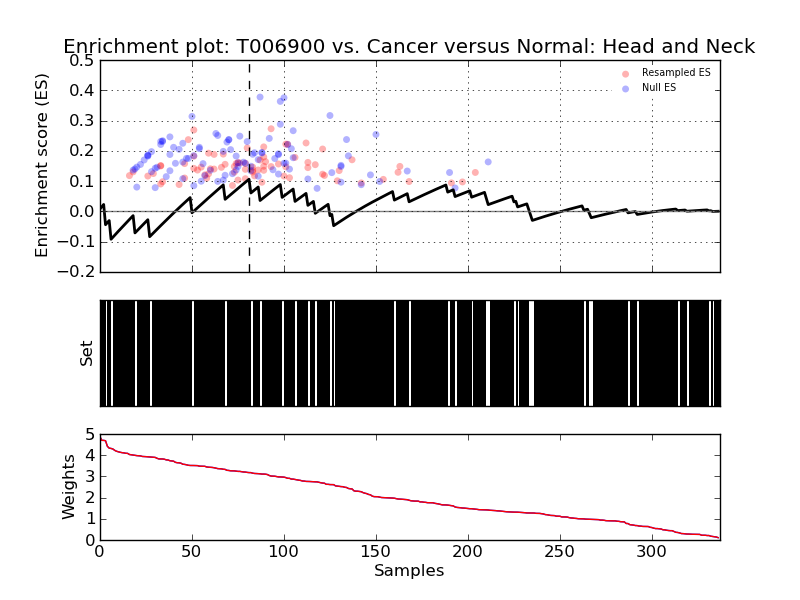 Enrichment plot: T006900 vs. Cancer versus Normal: Head and Neck
Enrichment score (ES)
0.5
0.4
0.3
0.2
0.1
0.0
−0.1
−0.2
Resampled ES
Null ES
Set
Weights
5
4
3
2
1
0
0 50 100 150 200 250 300
Samples